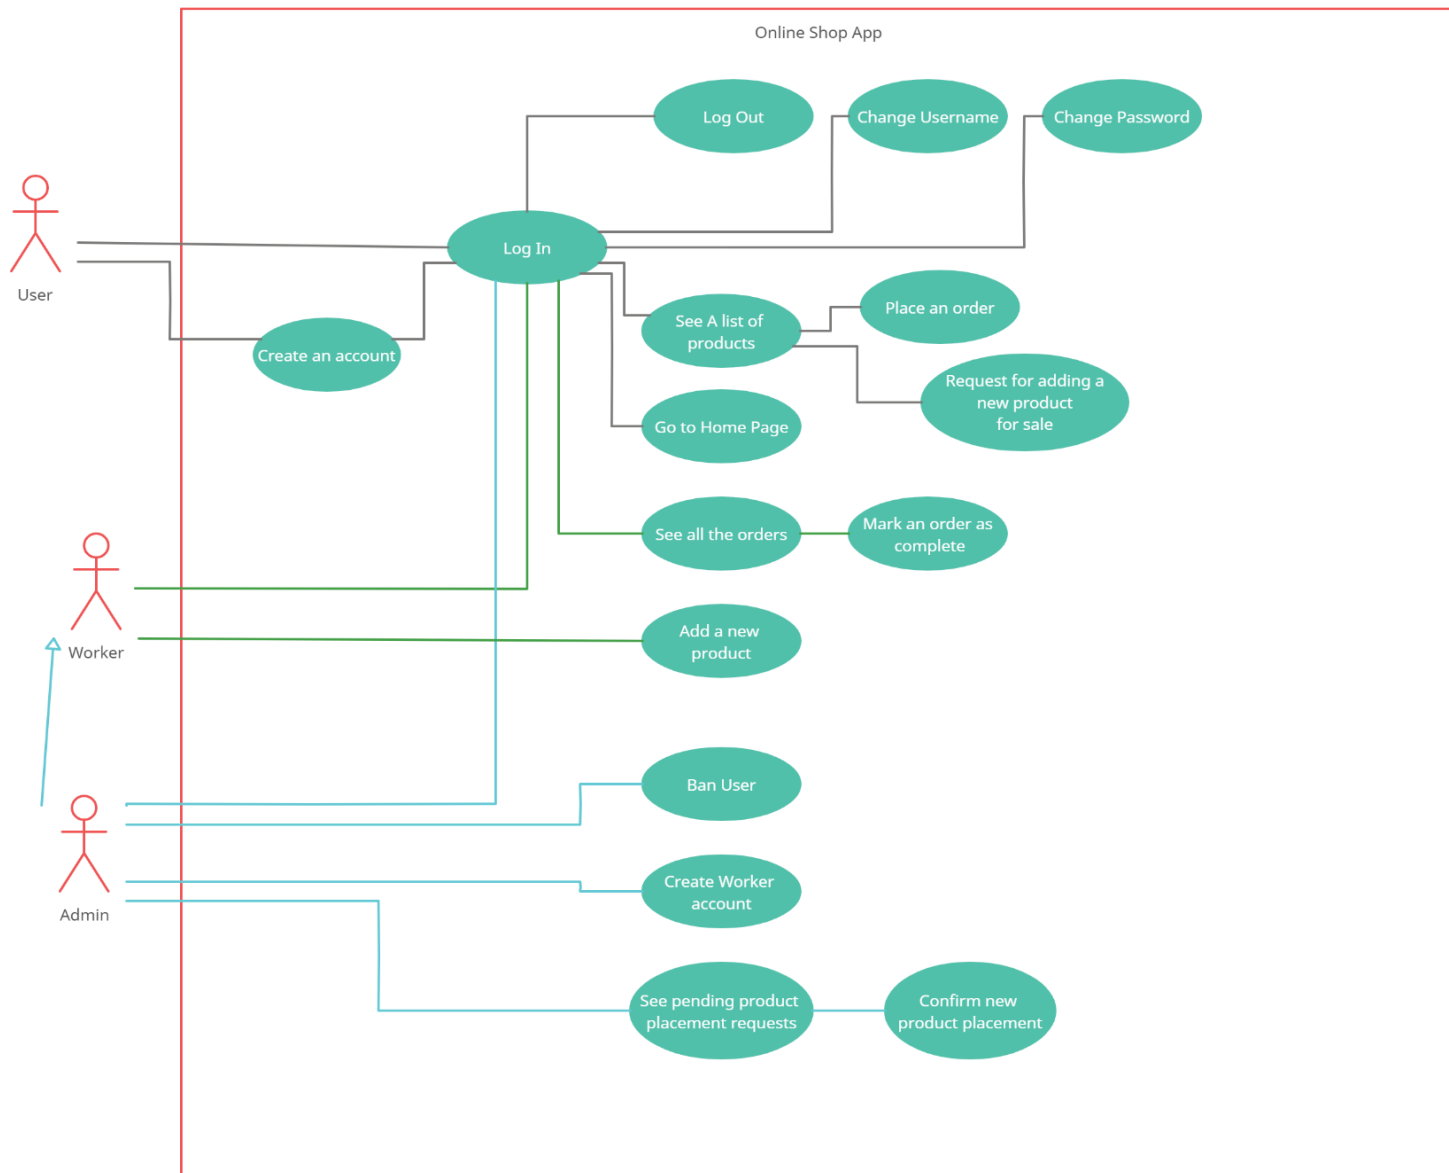 Online Shop App
Log Out
Change Username
Change Password
Log In
User
See A list of
products
Place an order
Create an account
Request for adding a
new product
for sale
Go to Home Page
See all the orders
Mark an order as
complete
Worker
Add a new
product
Ban User
Create Worker
account
Admin
See pending product
placement requests
Confirm new
product placement